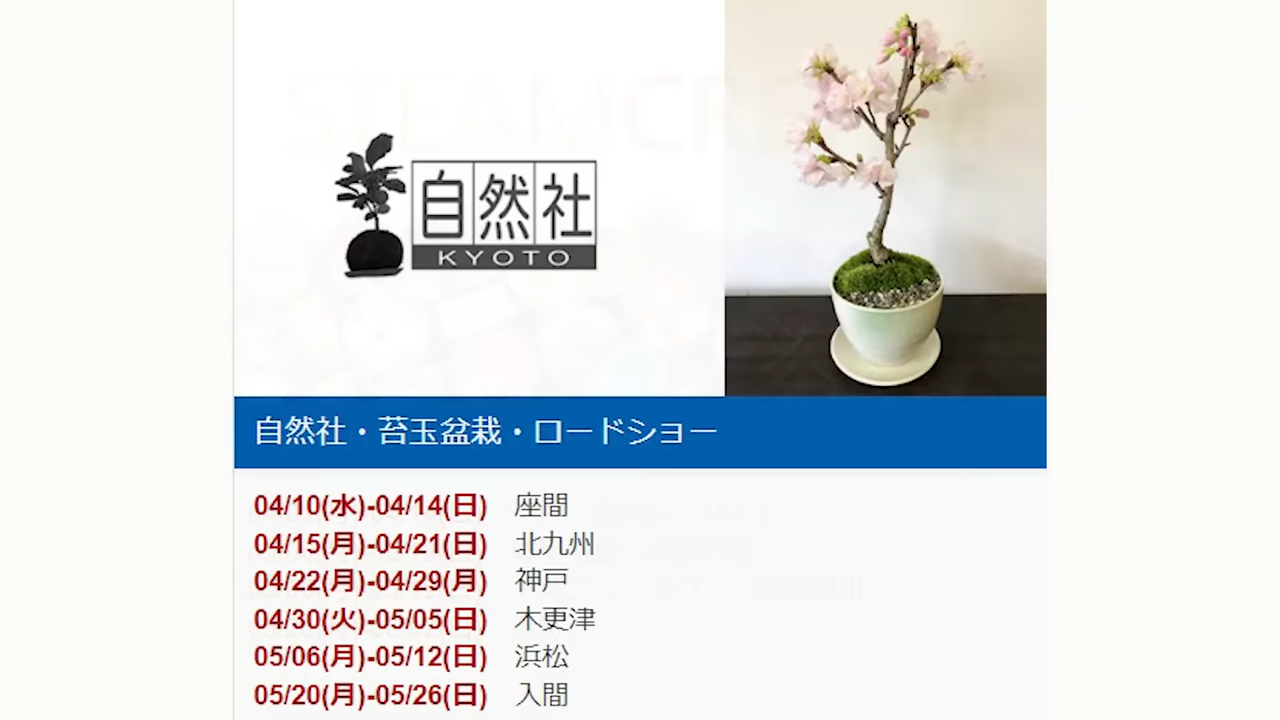 自然社
KYOTO
自然社・苔玉盆栽・ロードショー
04/10(水)-04/14(日) 座間
04/15(月)-04/21(日) 北九州
04/22(月)-04/29(月) 神戸
04/30(火)-05/05(日) 木更津
05/06(月)-05/12(日) 浜松
05/20(月)-05/26(日) 入間